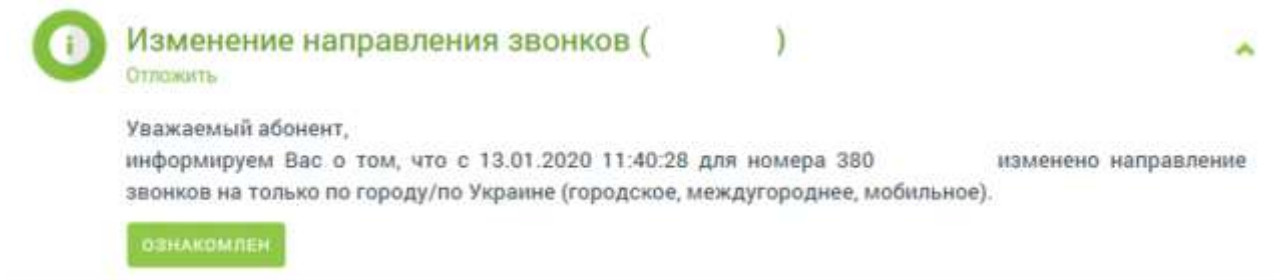 Изменение направления звонков ( )
Отложить
Уважаемый абонент,
информируем Вас о том, что с 13.01.2020 11:40:28 для номера 380 изменено направление
звонков на только по городу/по Украине (городское, междугороднее, мобильное).
ОЗНАКОМЛЕН